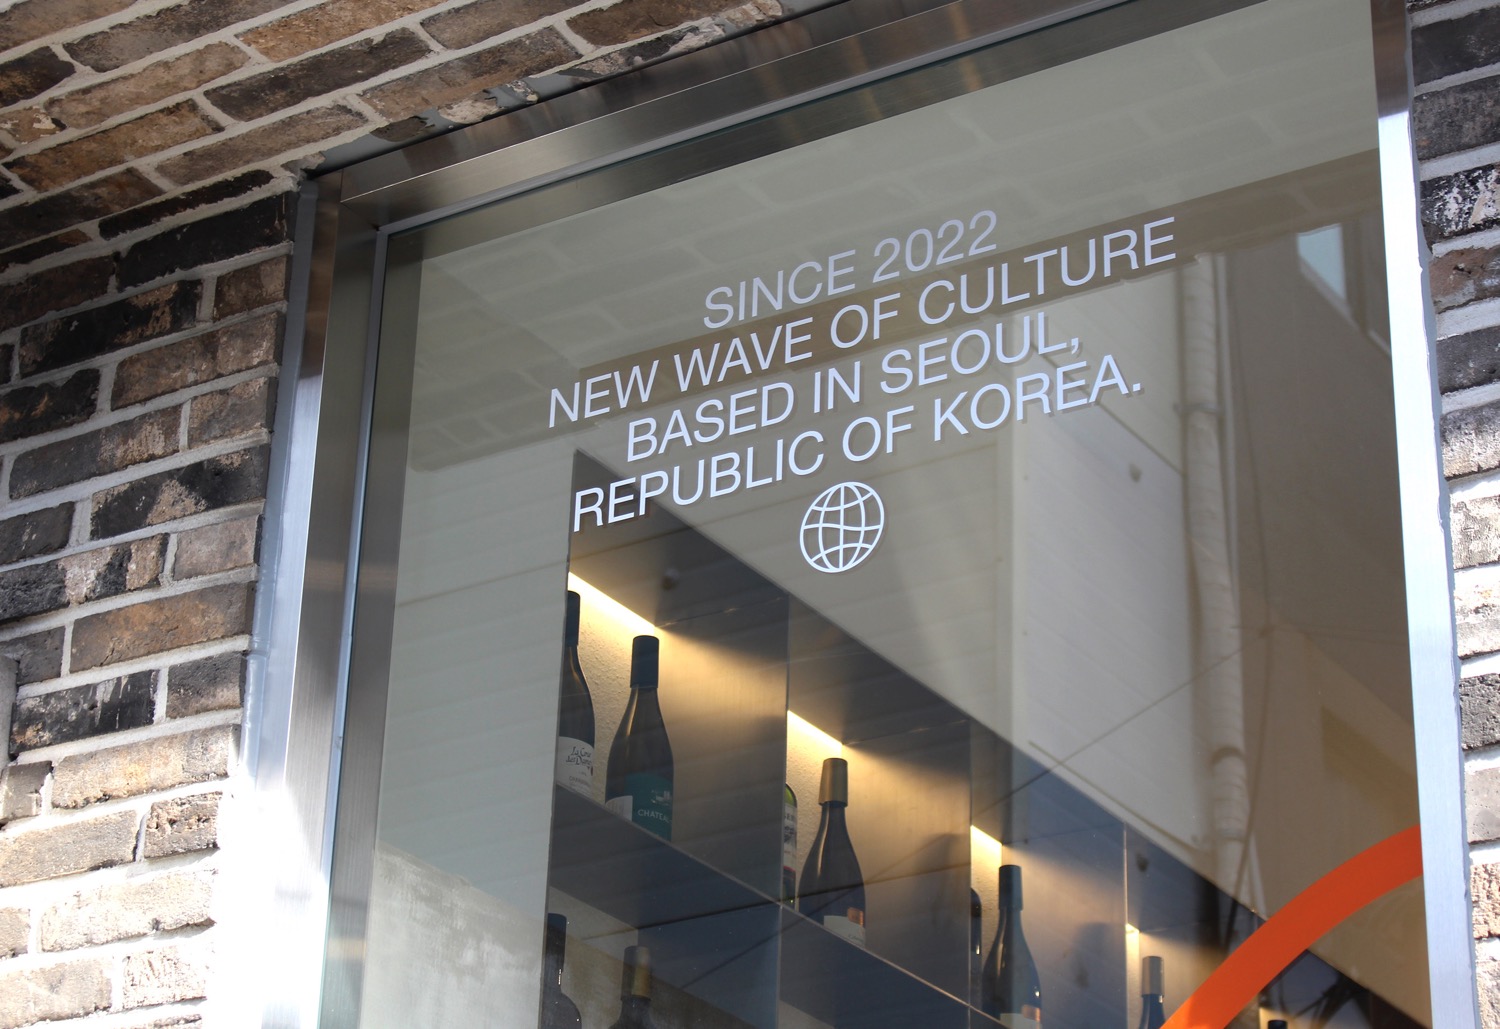 SINCE 2022
NEW WAVE OF CULTURE
BASED IN SEOUL,
REPUBLIC OF KOREA.